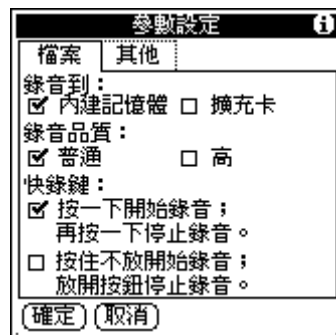 參數設定
檔案 其他
錄音到：
內建記憶體 擴充卡
錄音品質：
普通 高
快錄鍵：
按一下開始錄音；
再按一下停止錄音。
按住不放開始錄音；
放開按鈕停止錄音。
確定 取消